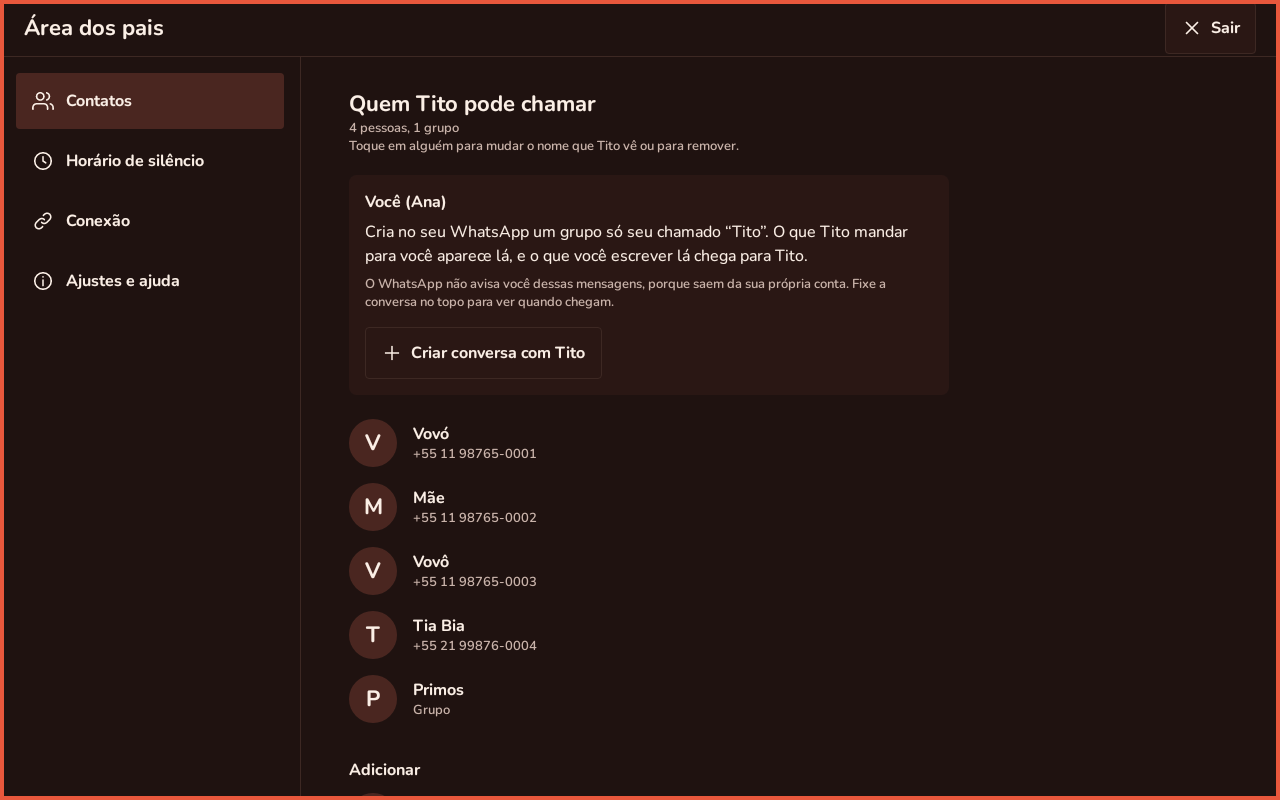 Área dos pais
Sair
Contatos
Horário de silêncio
Conexão
Ajustes e ajuda
Quem Tito pode chamar
4 pessoas, 1 grupo
Toque em alguém para mudar o nome que Tito vê ou para remover.
Você (Ana)
Cria no seu WhatsApp um grupo só seu chamado “Tito”. O que Tito mandar
para você aparece lá, e o que você escrever lá chega para Tito.
O WhatsApp não avisa você dessas mensagens, porque saem da sua própria conta. Fixe a
conversa no topo para ver quando chegam.
Criar conversa com Tito
V
Vovó
+55 11 98765-0001
M
Mãe
+55 11 98765-0002
V
Vovô
+55 11 98765-0003
T
Tia Bia
+55 21 99876-0004
P
Primos
Grupo
Adicionar